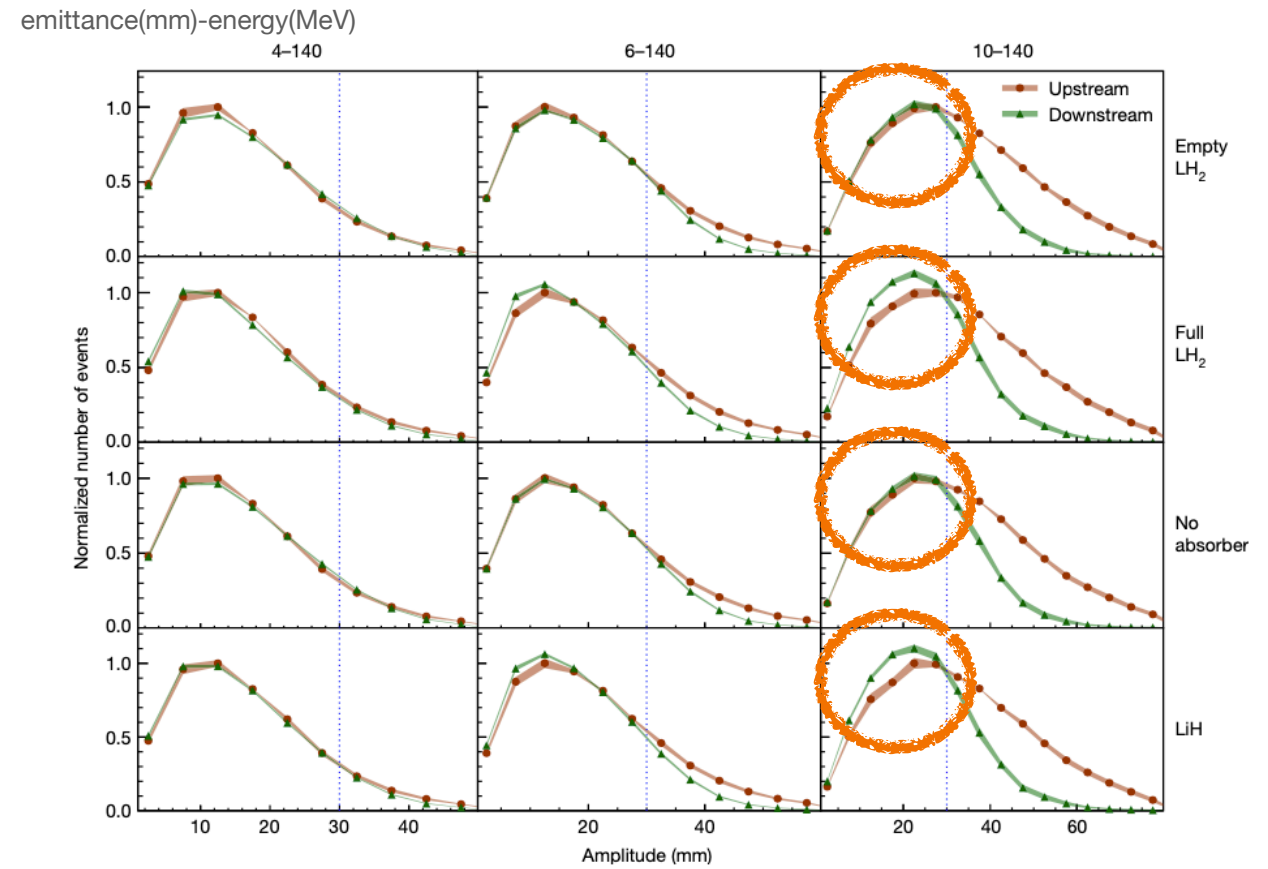 emittance(mm)-energy(MeV)
4–140
6–140
10–140
Upstream
Downstream
1.0
0.5
0.0
Empty
LH2
1.0
0.5
0.0
Full
LH2
1.0
0.5
0.0
No
absorber
1.0
0.5
0.0
LiH
Normalized number of events
10 20 30 40 20 40 20 40 60
Amplitude (mm)